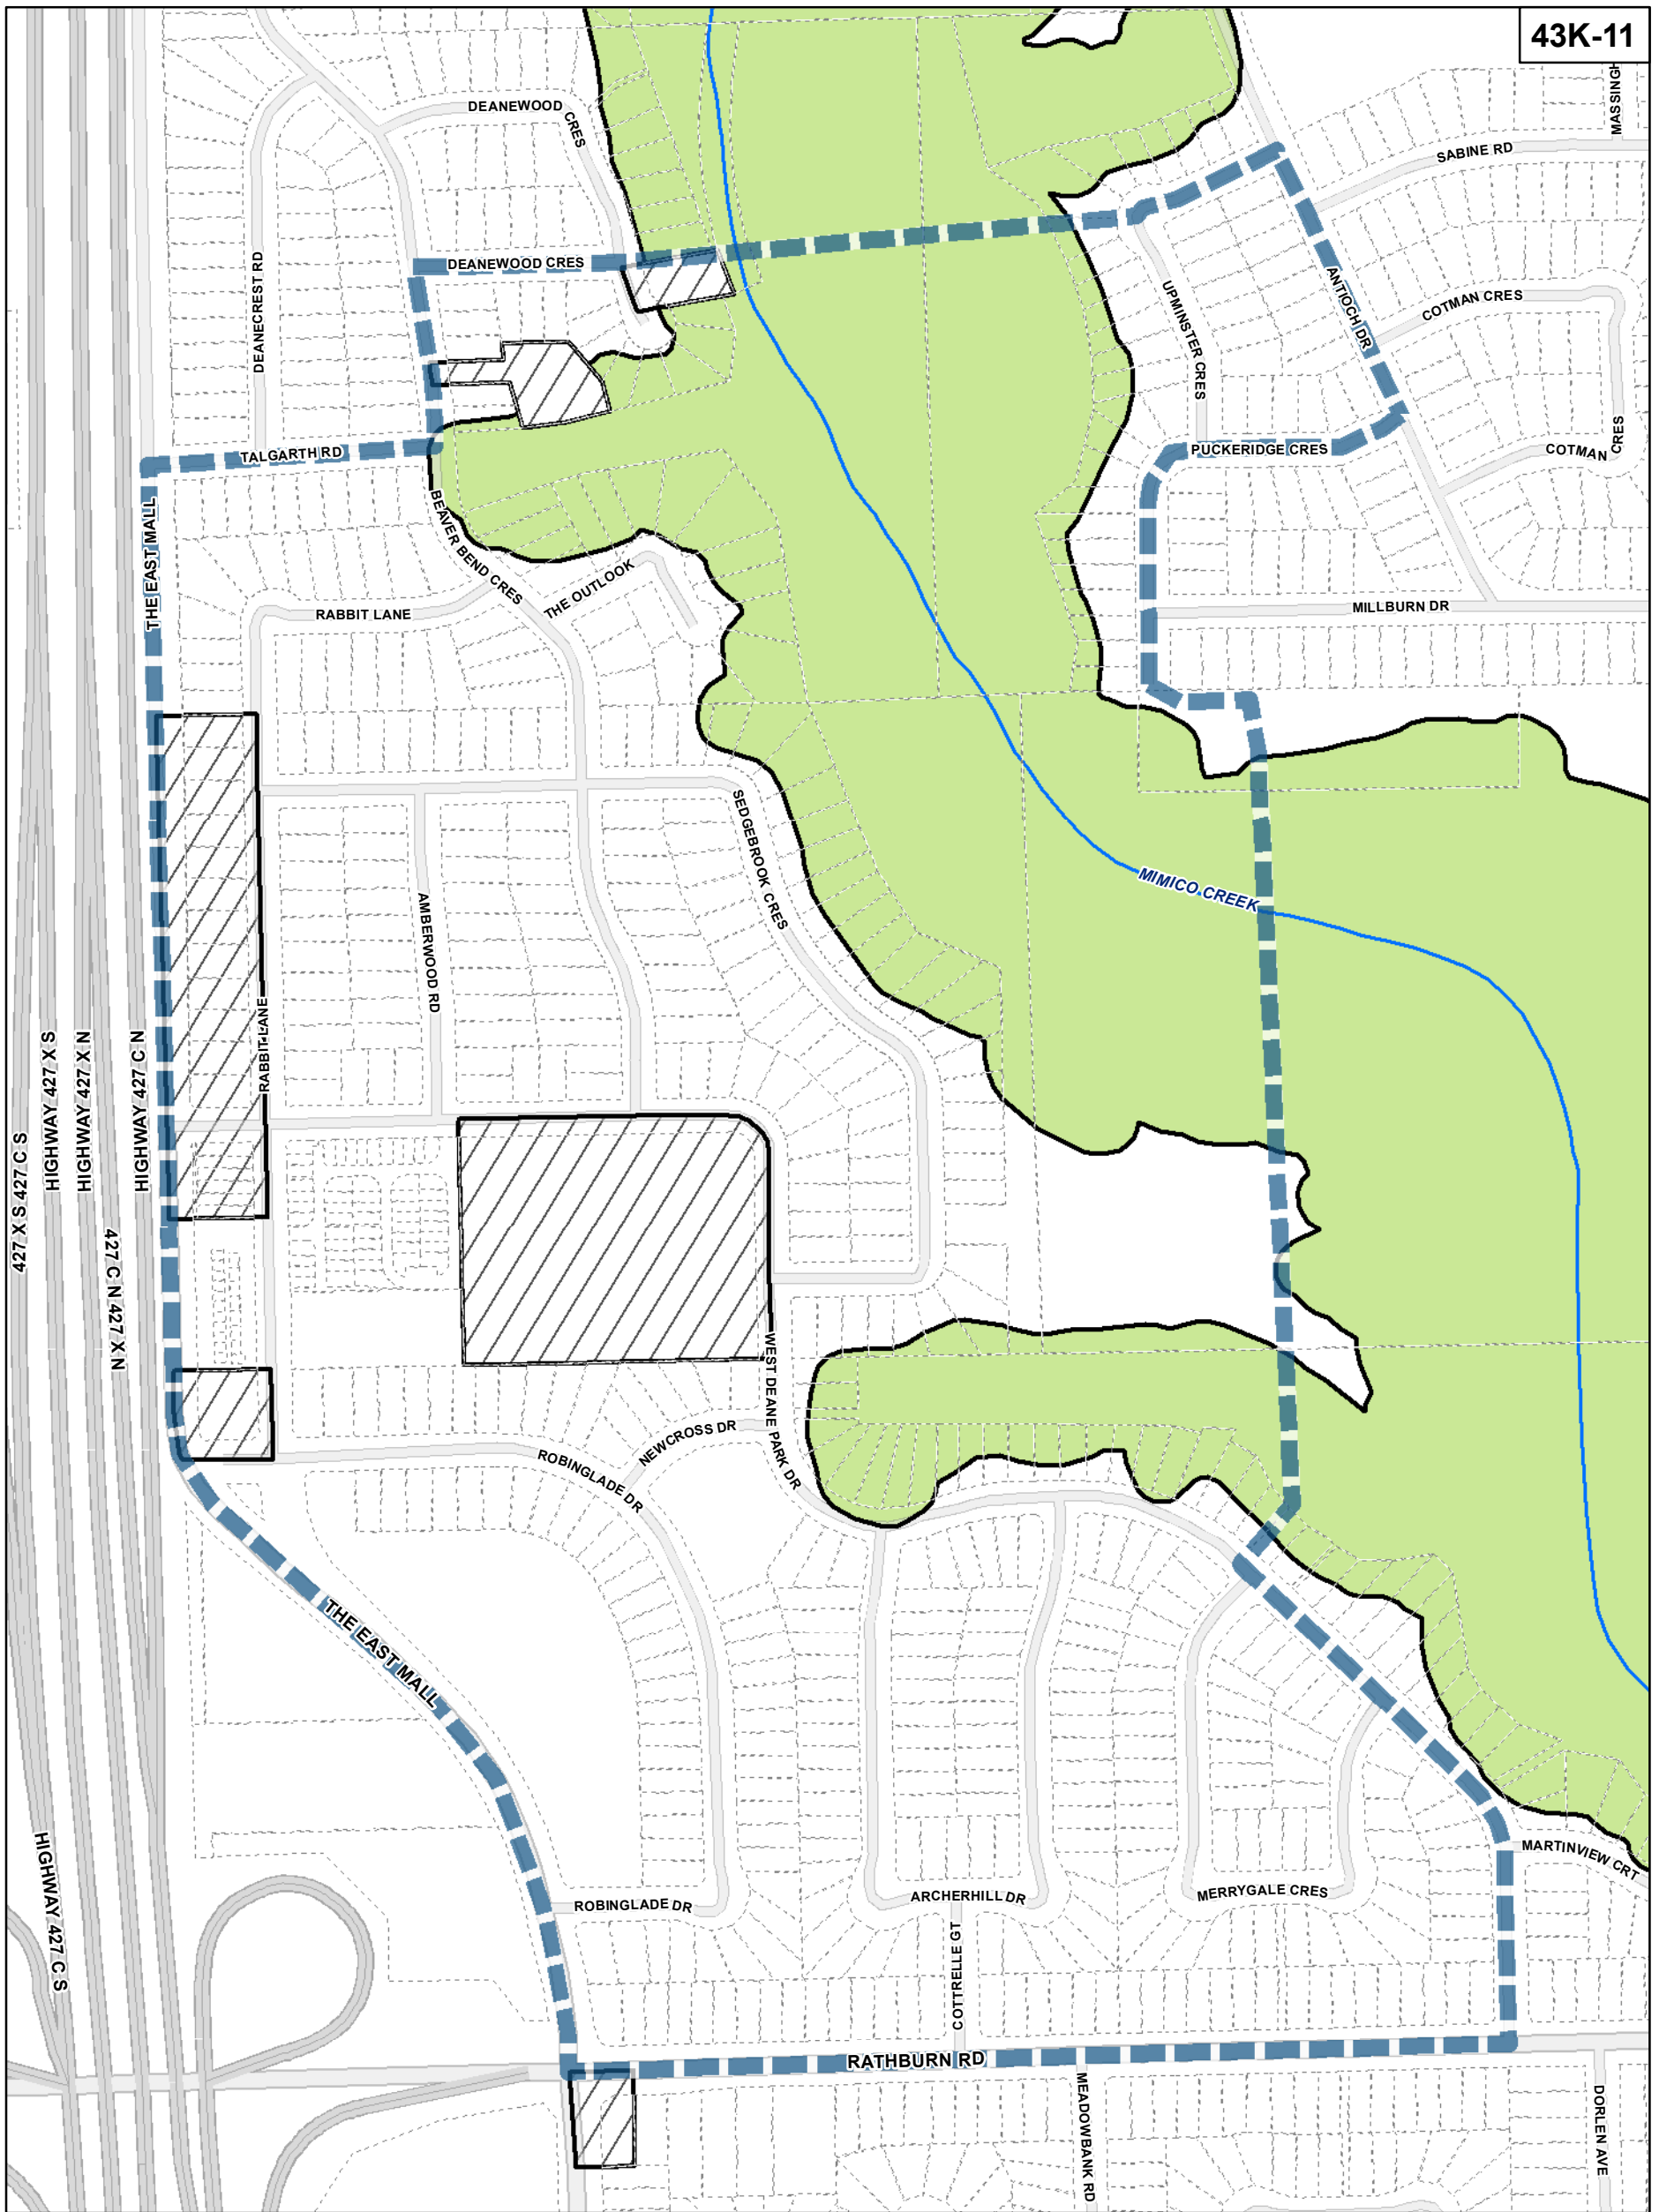 43K-11
MASSINGH
DEANEWOOD
CRES
SABINE RD
DEANECREST RD
DEANEWOOD CRES
UPMINSTER CRES
ANTIOCH DR
COTMAN CRES
COTMAN
CRES
TALGARTH RD
PUCKERIDGE CRES
THE EAST MALL
BEAVER BEND CRES
THE OUTLOOK
RABBIT LANE
MILLBURN DR
SEDGEBROOK CRES
MIMICO CREEK
AMBERWOOD RD
RABBIT LANE
427 X S 427 C S
HIGHWAY 427 X S
HIGHWAY 427 X N
HIGHWAY 427 C N
427 C N 427 X N
WEST DEANE PARK DR
NEWCROSS DR
ROBINGLADE DR
THE EAST MALL
HIGHWAY 427 C S
MARTINVIEW CRT
ROBINGLADE DR
ARCHERHILL DR
MERRYGALE CRES
COTTRELLE GT
RATHBURN RD
MEADOWBANK RD
DORLEN AVE